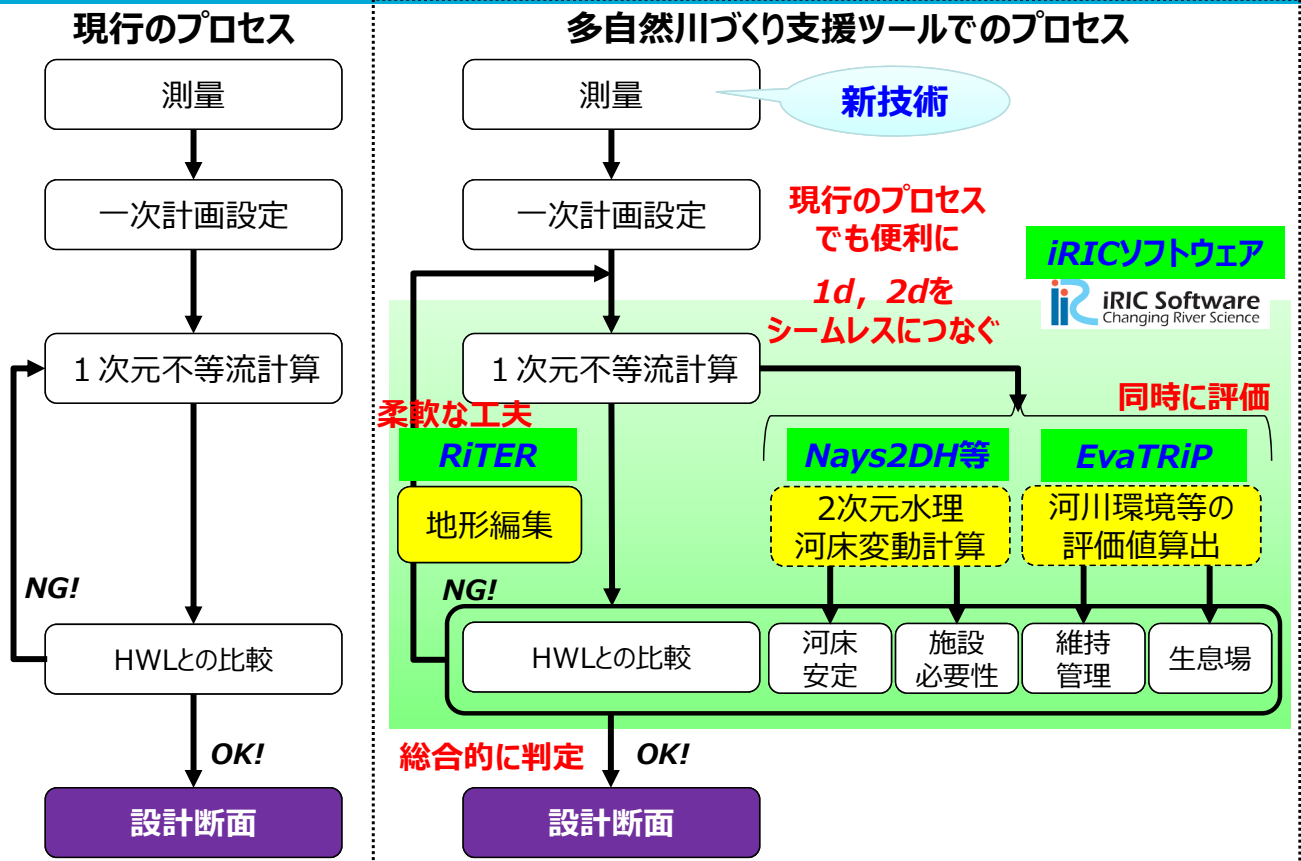 現行のプロセス
測量
一次計画設定
１次元不等流計算
NG!
HWLとの比較
OK!
設計断面
多自然川づくり支援ツールでのプロセス
測量
新技術
一次計画設定
現行のプロセス
でも便利に
1d，2dを
シームレスにつなぐ
iRICソフトウェア
iRIC Software
Changing River Science
１次元不等流計算
同時に評価
柔軟な工夫
RiTER
地形編集
Nays2DH等
2次元水理
河床変動計算
EvaTRiP
河川環境等の
評価値算出
NG!
HWLとの比較
河床
安定
施設
必要性
維持
管理
生息場
総合的に判定
OK!
設計断面